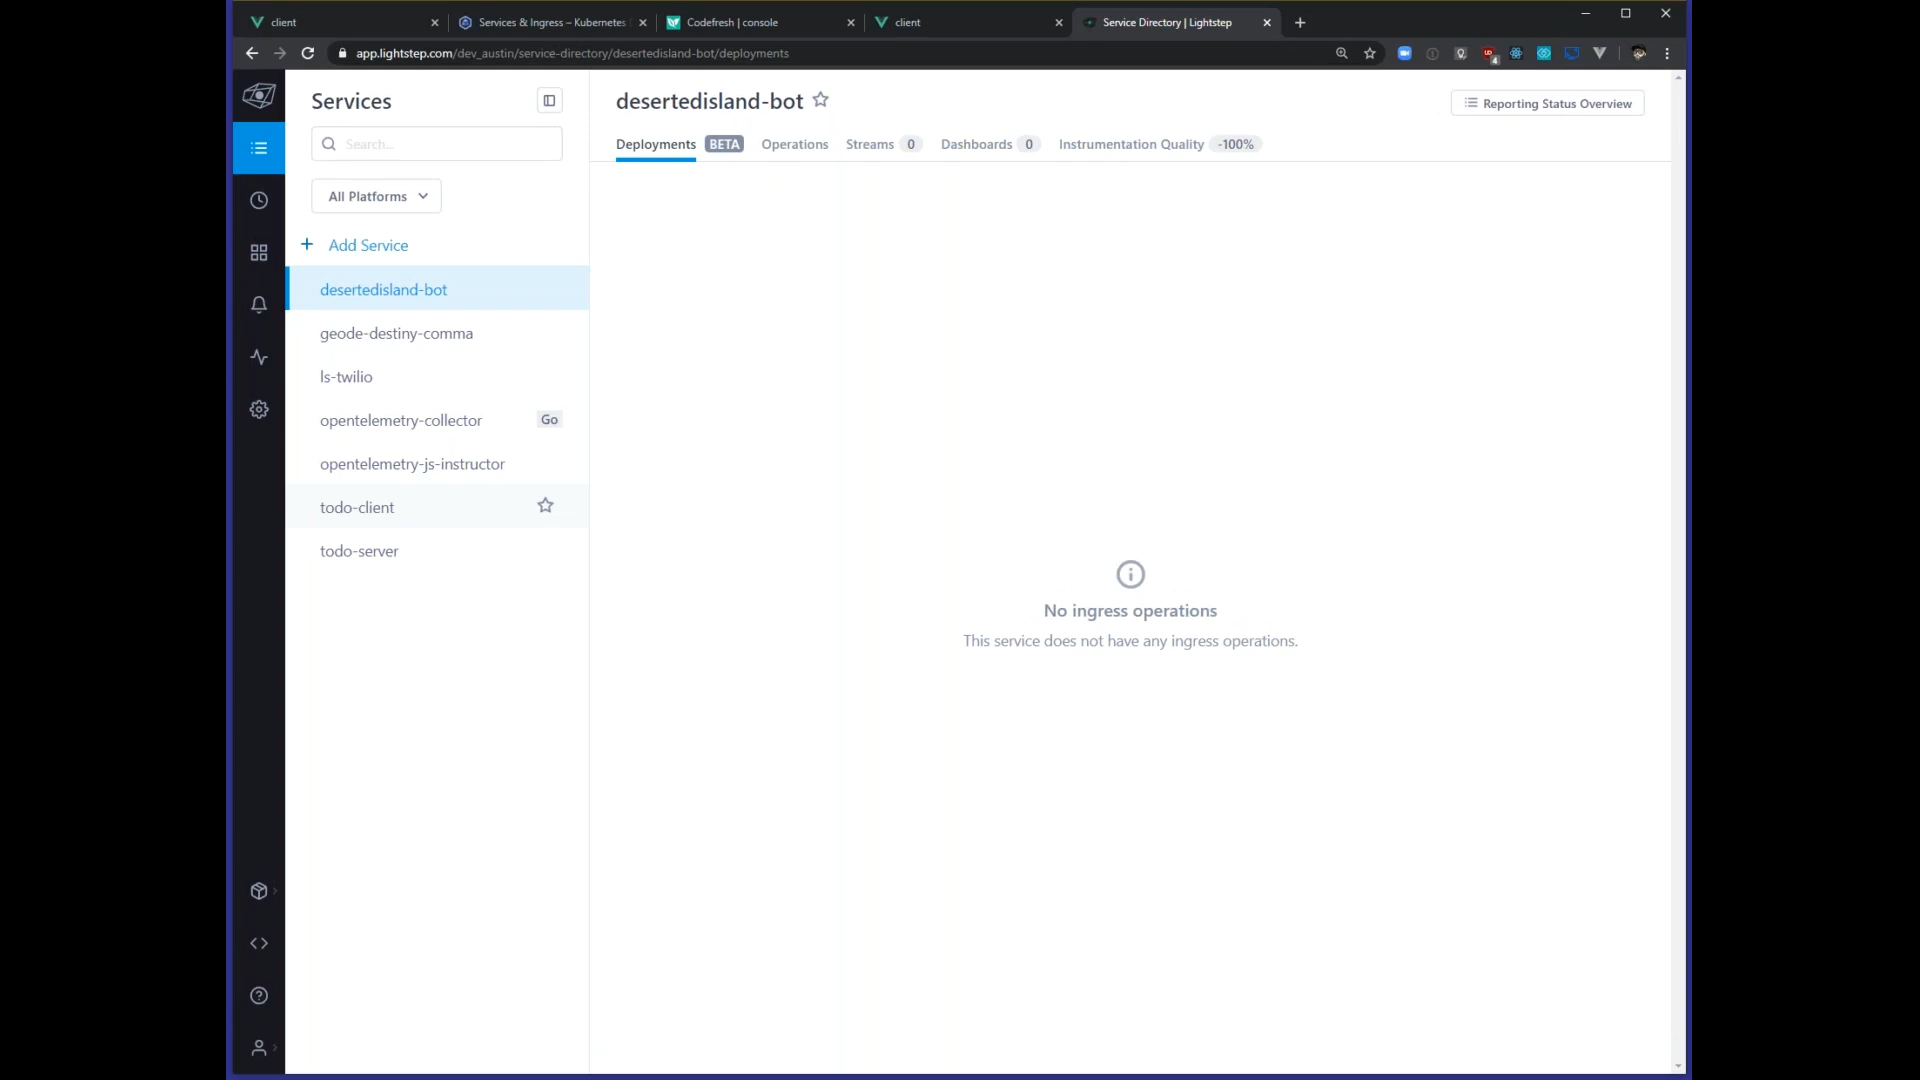 client
Services & Ingress – Kubernetes
Codefresh | console
client
Service Directory | Lightstep
app.lightstep.com/dev_austin/service-directory/desertedisland-bot/deployments
4
Services
Search...
All Platforms
+ Add Service
desertedisland-bot
geode-destiny-comma
ls-twilio
opentelemetry-collector Go
opentelemetry-js-instructor
todo-client
todo-server
desertedisland-bot
Reporting Status Overview
Deployments BETA Operations Streams 0 Dashboards 0 Instrumentation Quality -100%
No ingress operations
This service does not have any ingress operations.